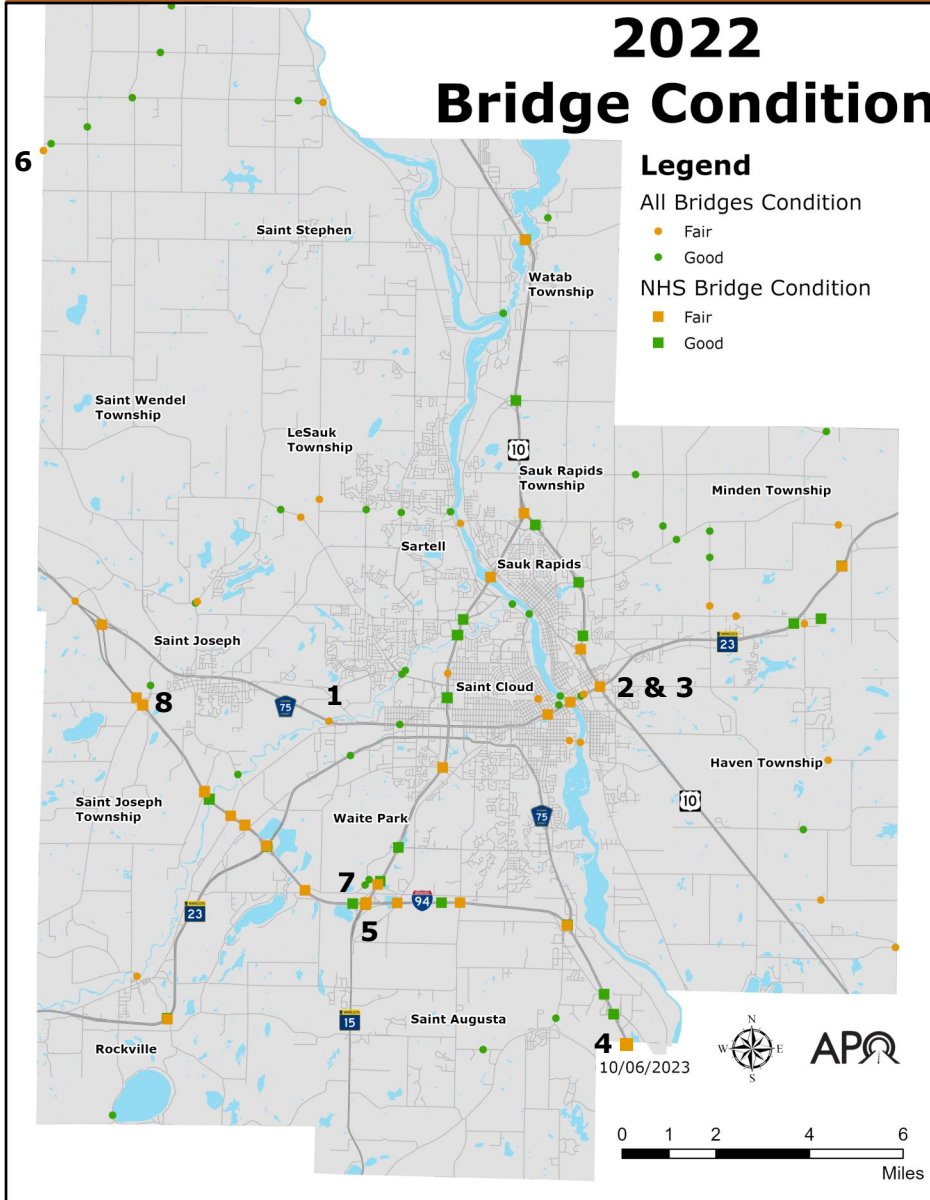 2022
Bridge Condition
Legend
All Bridges Condition
Fair
Good
NHS Bridge Condition
Fair
Good
6
Saint Stephen
Watab
Township
Saint Wendel
Township
LeSauk
Township
10
Sauk Rapids
Township
Minden Township
Sartell
Sauk Rapids
Saint Joseph
23
8
75
1
Saint Cloud
2 & 3
Haven Township
10
Saint Joseph
Township
Waite Park
75
7
23
94
5
15
Saint Augusta
Rockville
4
10/06/2023
N
W
E
S
APO
0 1 2 4 6
Miles